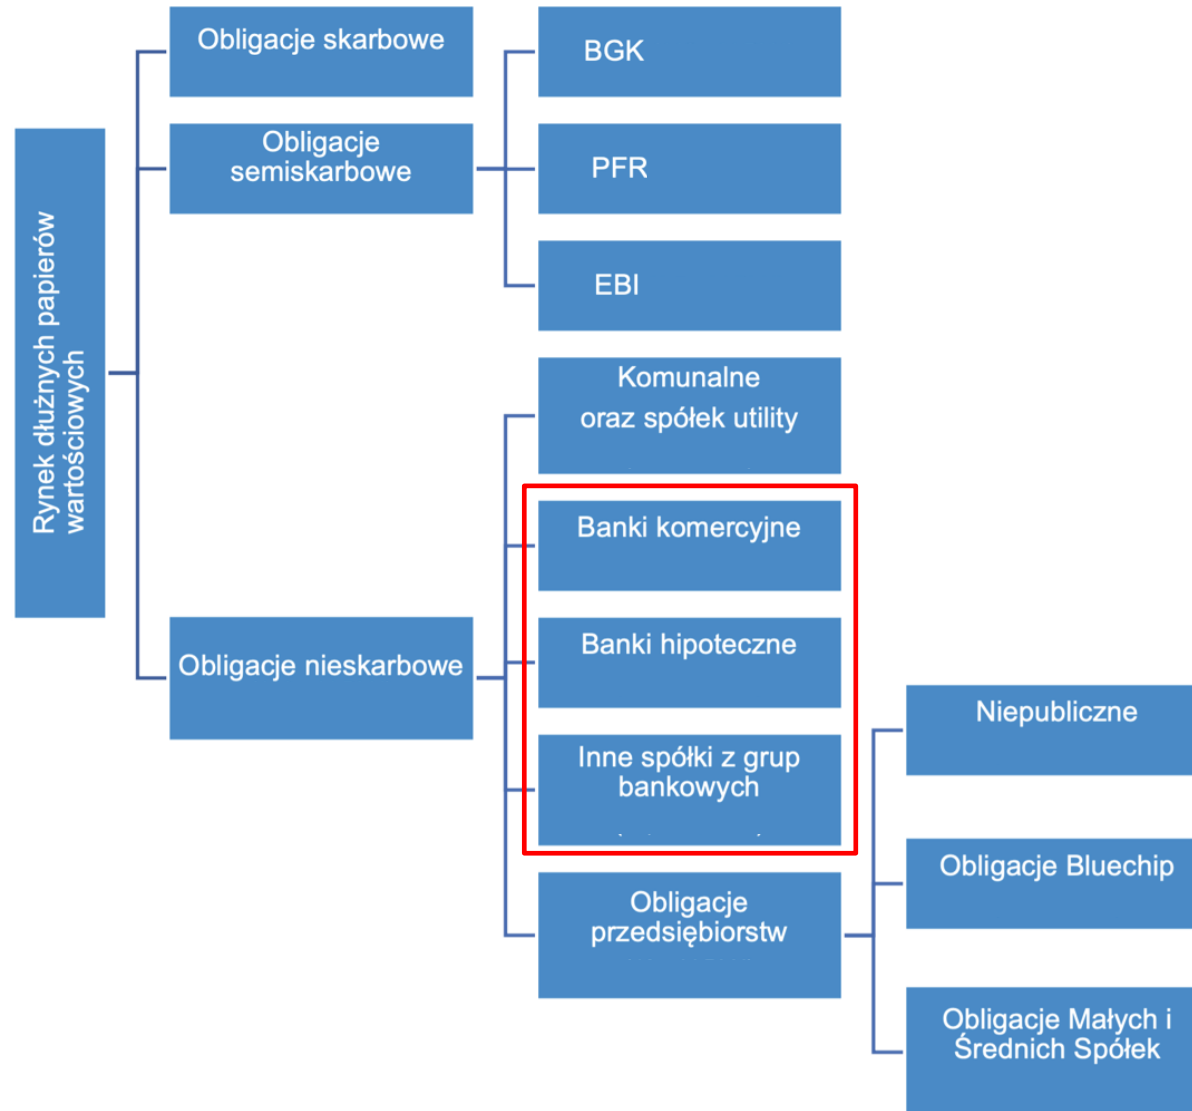 Rynek dłużnych papierów
wartościowych
Obligacje skarbowe
Obligacje
semiskarbowe
BGK
PFR
EBI
Obligacje nieskarbowe
Komunalne
oraz spółek utility
Banki komercyjne
Banki hipoteczne
Inne spółki z grup
bankowych
Obligacje
przedsiębiorstw
Niepubliczne
Obligacje Bluechip
Obligacje Małych i
Średnich Spółek